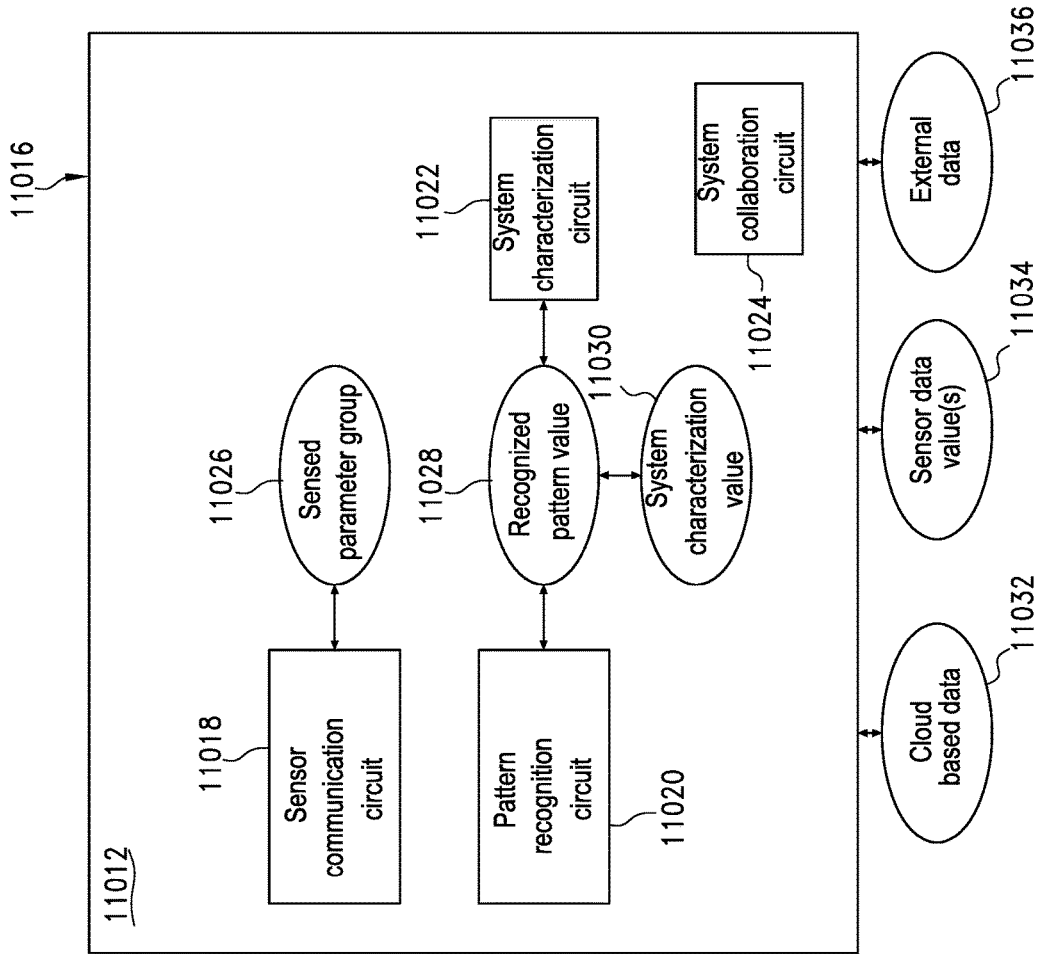 11016
11012
11018
Sensor
communication
circuit
11026
Sensed
parameter group
Pattern
recognition
circuit
11020
11028
Recognized
pattern value
11022
System
characterization
circuit
11030
System
characterization
value
System
collaboration
circuit
11024
Cloud
based data
11032
Sensor data
value(s)
11034
External
data
11036